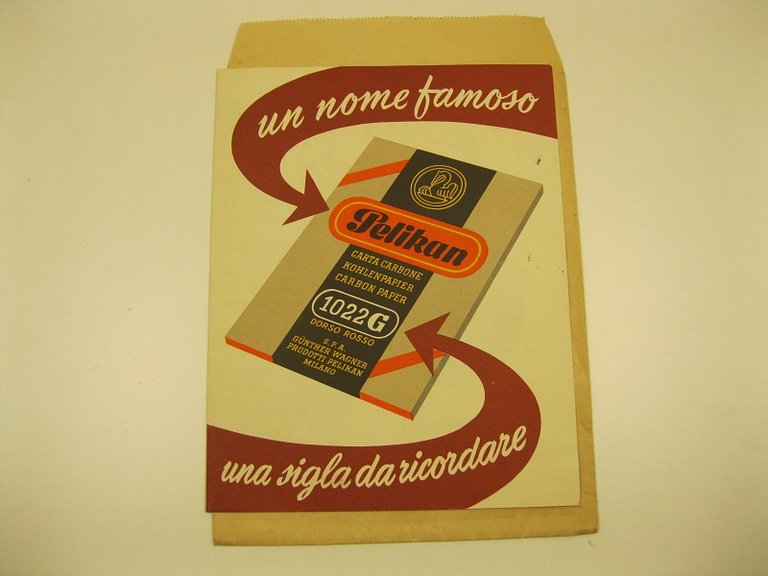 un nome famoso
Pelikan
CARTA CARBONE
KOHLENPAPIER
CARBON PAPER
1022G
DORSO ROSSO
S. P. A.
GÜNTHER WAGNER
PRODOTTI PELIKAN
MILANO
una sigla da ricordare